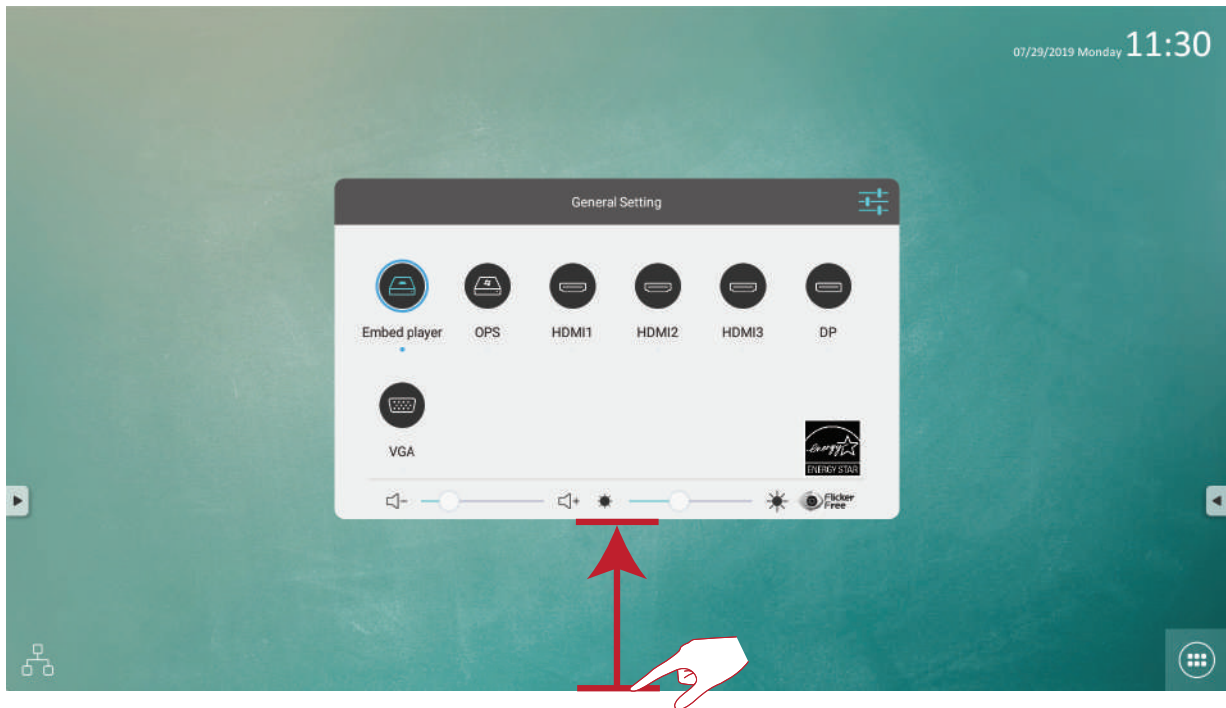 07/29/2019 Monday 11:30
General Setting
Embed player OPS HDMI1 HDMI2 HDMI3 DP
VGA
energy
ENERGY STAR
Flicker
Free